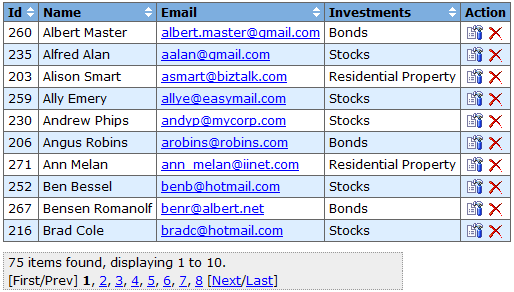 Id Name Email Investments Action
260 Albert Master albert.master@gmail.com Bonds
235 Alfred Alan aalan@gmail.com Stocks
203 Alison Smart asmart@biztalk.com Residential Property
259 Ally Emery allye@easymail.com Stocks
230 Andrew Phips andyp@mycorp.com Stocks
206 Angus Robins arobins@robins.com Bonds
271 Ann Melan ann_melan@iinet.com Residential Property
252 Ben Bessel benb@hotmail.com Stocks
267 Bensen Romanolf benr@albert.net Bonds
216 Brad Cole bradc@hotmail.com Stocks
75 items found, displaying 1 to 10.
[First/Prev] 1, 2, 3, 4, 5, 6, 7, 8 [Next/Last]